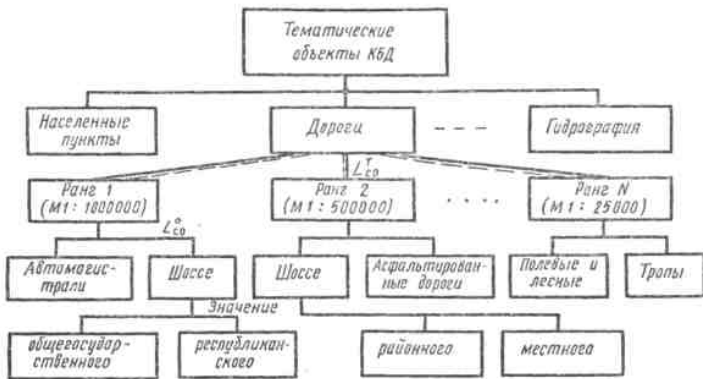 Тематические
объекты КБД
Населенные
пункты
Дороги
Гидрография
L^т_со
Ранг 1
(М1:1000000)
Ранг 2
(М1:500000)
Ранг N
(М1:25000)
L^о_со
Автомагис-
трали
Шоссе
Шоссе
Асфальтирован-
ные дороги
Полевые и
лесные
Тропы
Значение
общегосудар-
ственного
республикан-
ского
районного
местного